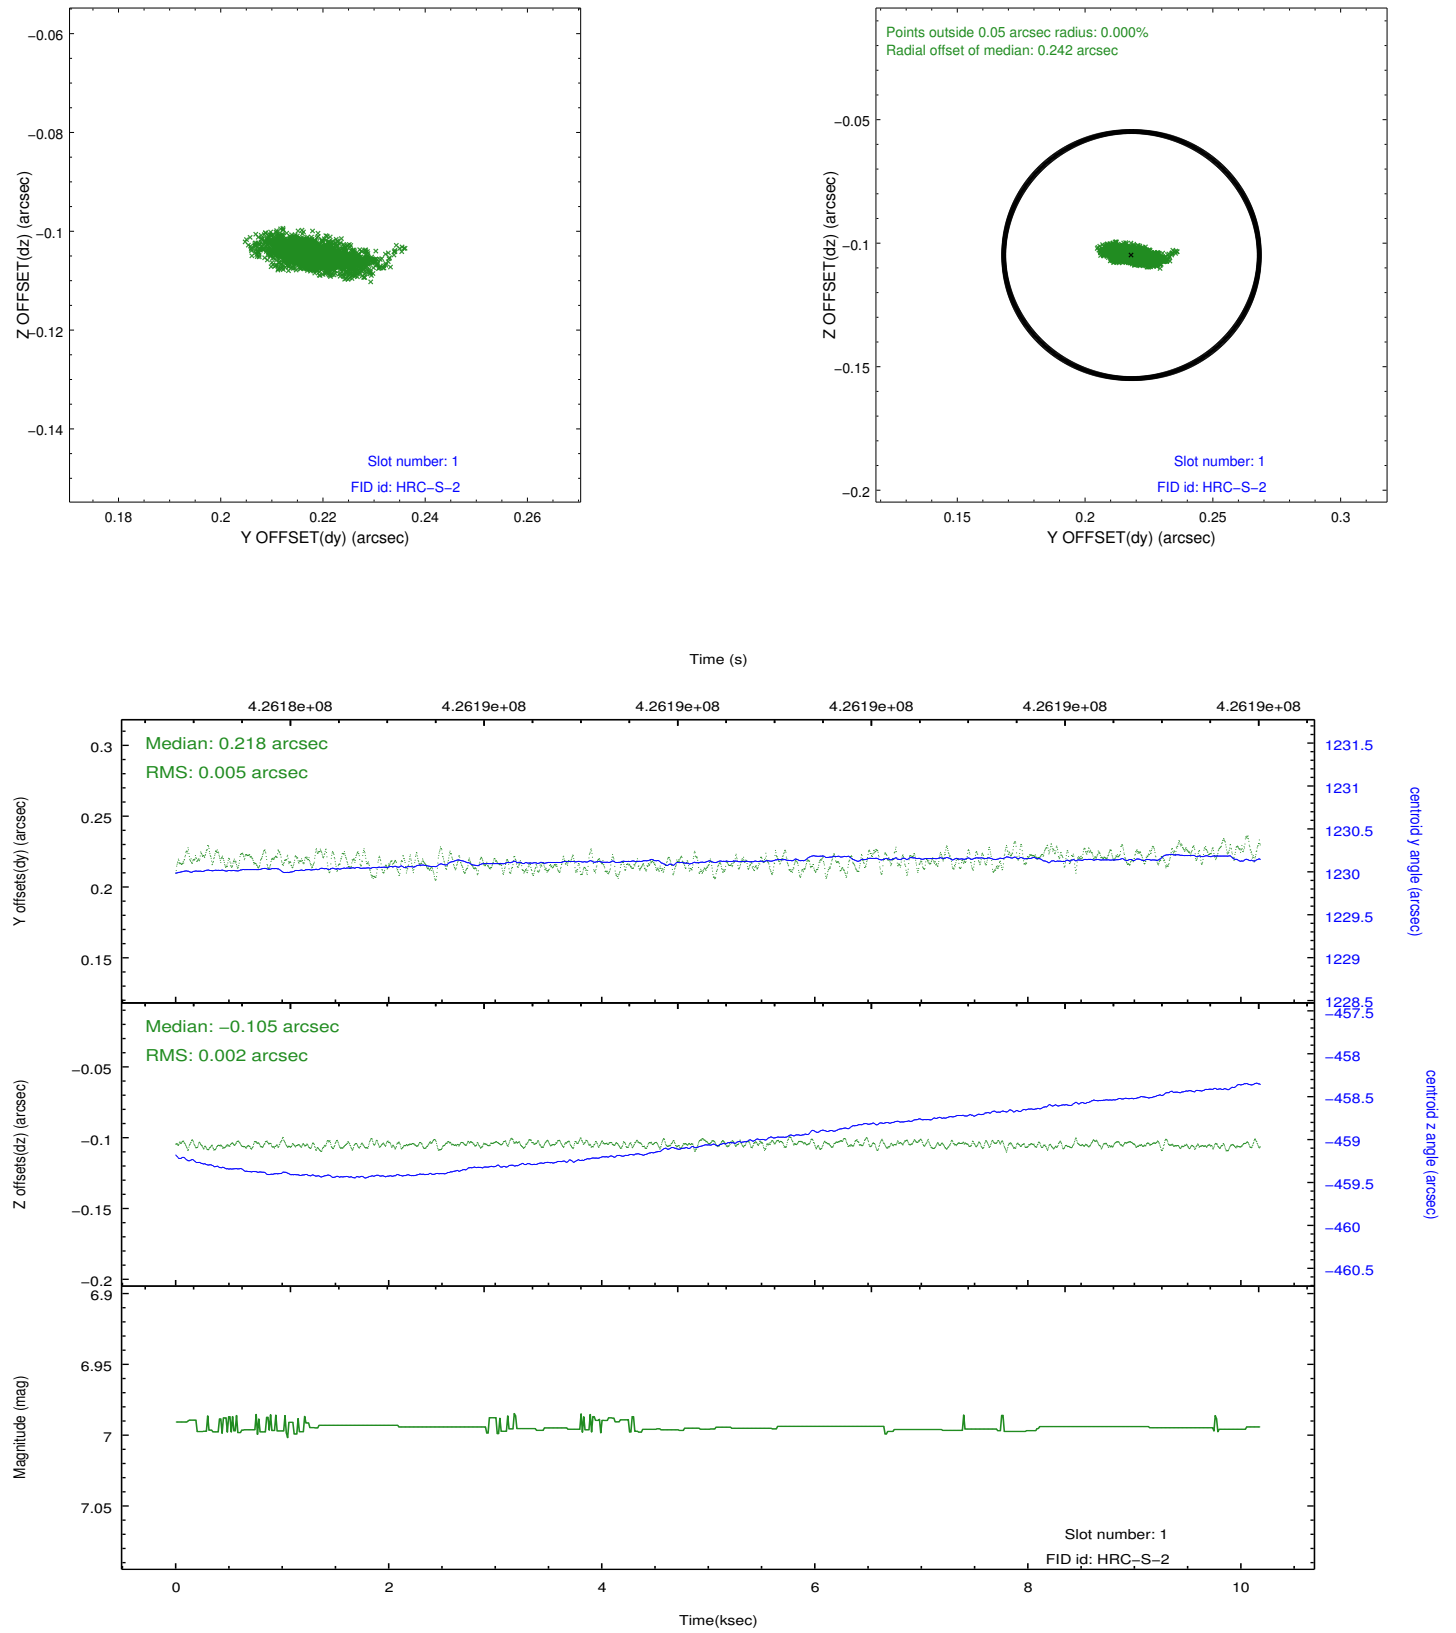 −0.06
−0.08
−0.1
−0.12
−0.14
Z OFFSET(dz) (arcsec)
Slot number: 1
FID id: HRC−S−2
0.18
0.2
0.22
0.24
0.26
Y OFFSET(dy) (arcsec)
Points outside 0.05 arcsec radius: 0.000%
Radial offset of median: 0.242 arcsec
−0.05
−0.1
−0.15
−0.2
Z OFFSET(dz) (arcsec)
Slot number: 1
FID id: HRC−S−2
0.15
0.2
0.25
0.3
Y OFFSET(dy) (arcsec)
Time (s)
4.2618e+08
4.2619e+08
4.2619e+08
4.2619e+08
4.2619e+08
4.2619e+08
Median: 0.218 arcsec
RMS: 0.005 arcsec
0.3
0.25
0.2
0.15
Y offsets(dy) (arcsec)
1231.5
1231
1230.5
1230
1229.5
1229
1228.5
centroid y angle (arcsec)
Median: −0.105 arcsec
RMS: 0.002 arcsec
−0.05
−0.1
−0.15
−0.2
Z offsets(dz) (arcsec)
−457.5
−458
−458.5
−459
−459.5
−460
−460.5
centroid z angle (arcsec)
6.9
6.95
7
7.05
Magnitude (mag)
Slot number: 1
FID id: HRC−S−2
0
2
4
6
8
10
Time(ksec)